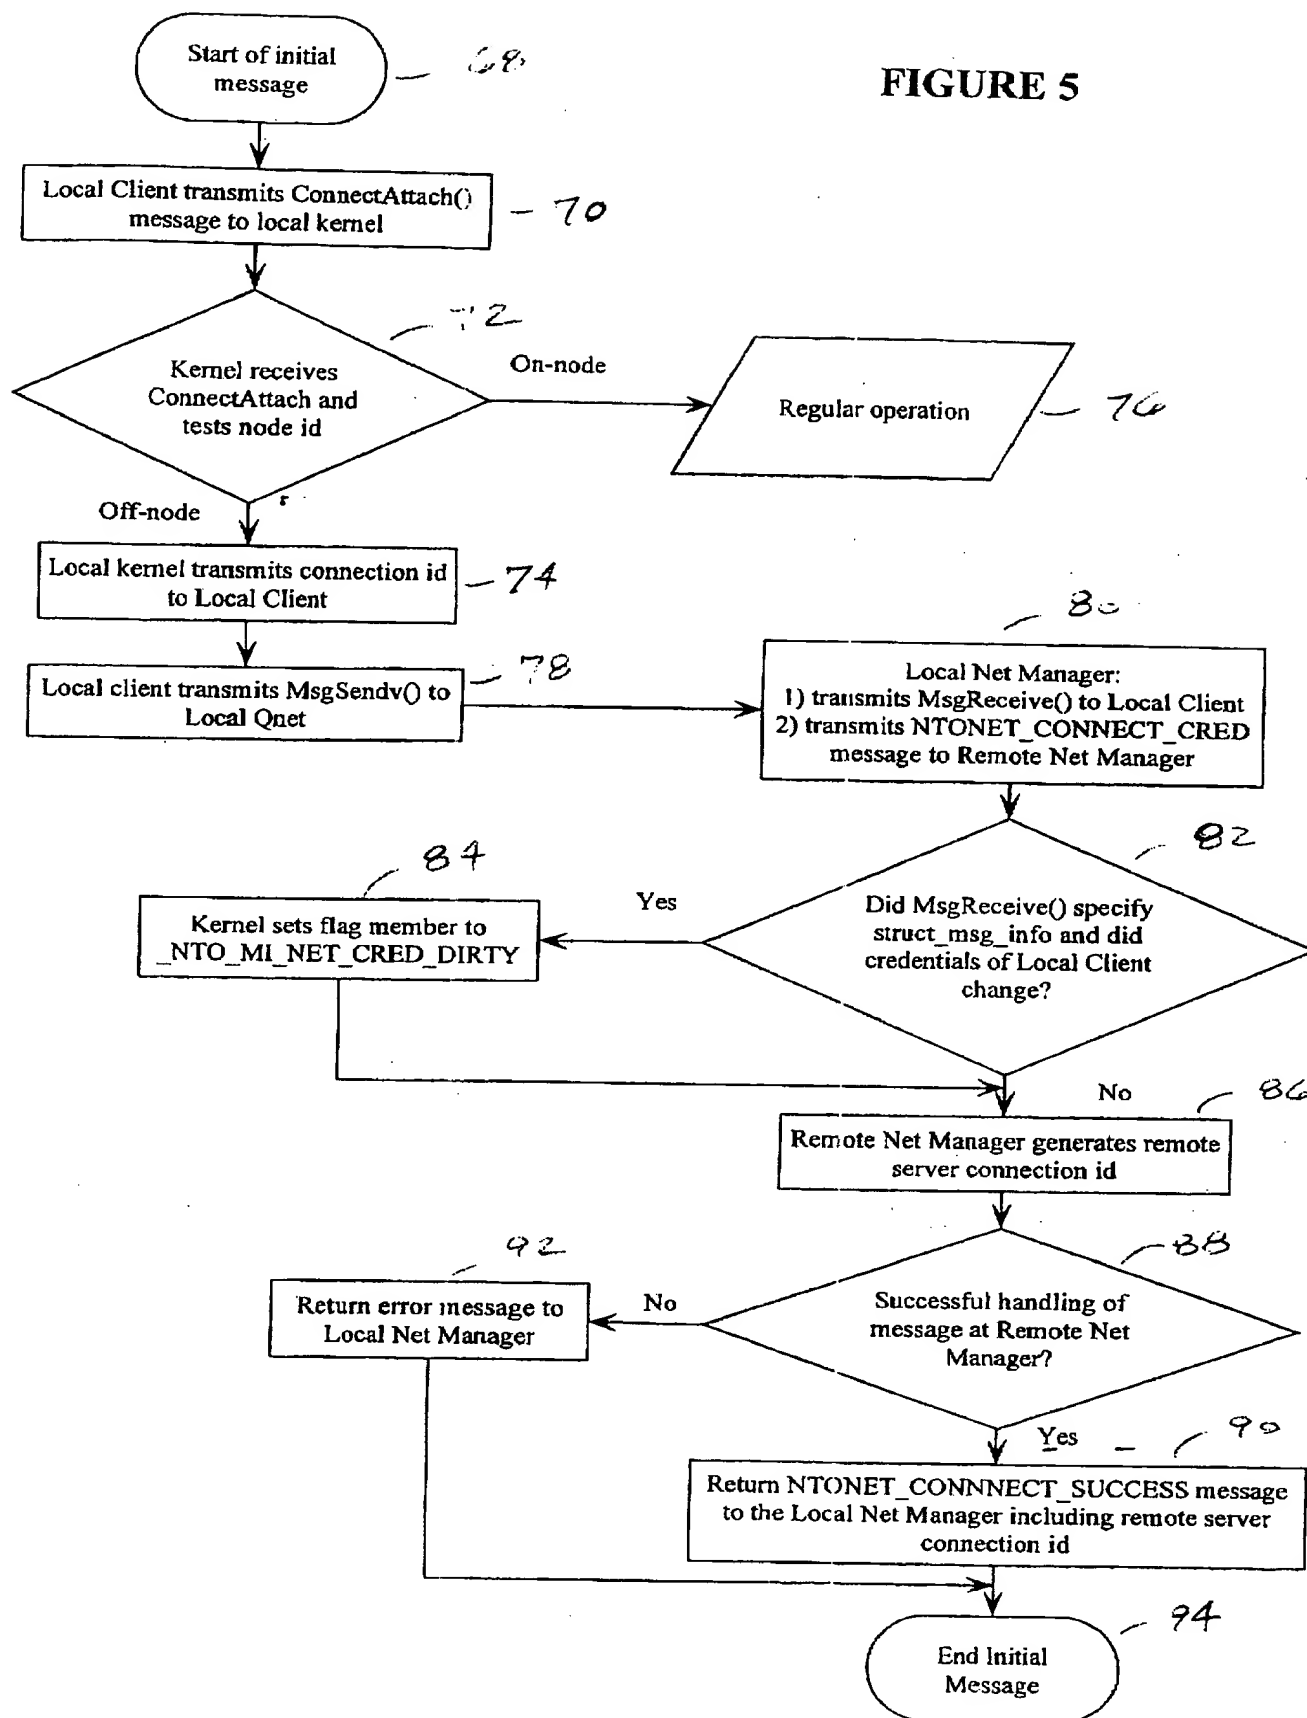 Start of initial
message
68
FIGURE 5
Local Client transmits ConnectAttach()
message to local kernel
70
72
Kernel receives
ConnectAttach and
tests node id
On-node
Regular operation
76
Off-node
Local kernel transmits connection id
to Local Client
74
Local client transmits MsgSendv() to
Local Qnet
78
80
Local Net Manager:
1) transmits MsgReceive() to Local Client
2) transmits NTONET_CONNECT_CRED
message to Remote Net Manager
82
Did MsgReceive() specify
struct_msg_info and did
credentials of Local Client
change?
Yes
84
Kernel sets flag member to
_NTO_MI_NET_CRED_DIRTY
No
86
Remote Net Manager generates remote
server connection id
88
Successful handling of
message at Remote Net
Manager?
No
92
Return error message to
Local Net Manager
Yes
90
Return NTONET_CONNNECT_SUCCESS message
to the Local Net Manager including remote server
connection id
94
End Initial
Message